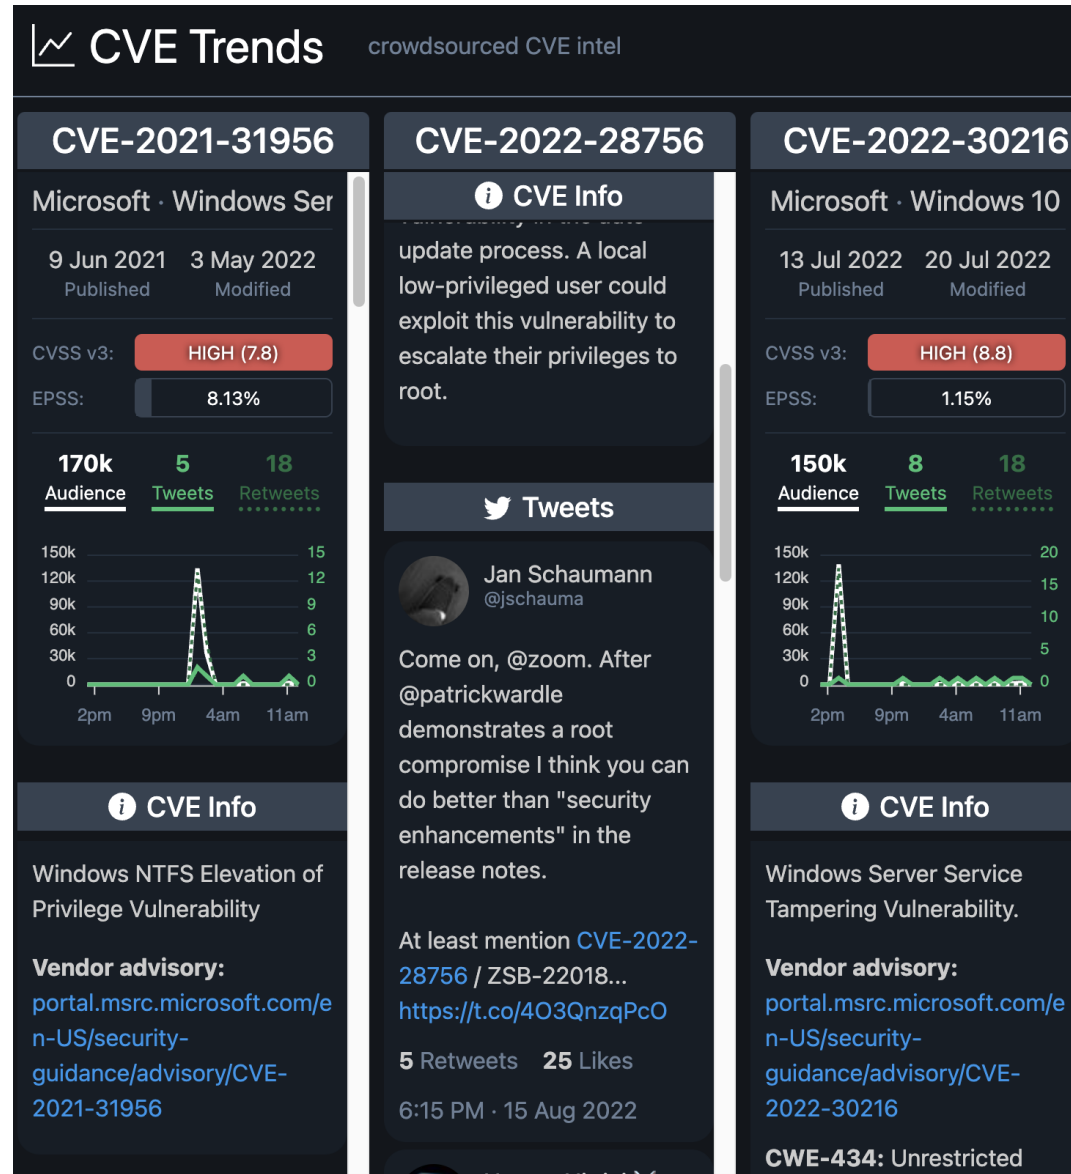 CVE Trends crowdsourced CVE intel
CVE-2021-31956
Microsoft · Windows Ser
9 Jun 2021 3 May 2022
Published Modified
CVSS v3: HIGH (7.8)
EPSS: 8.13%
170k 5 18
Audience Tweets Retweets
150k 15
120k 12
90k 9
60k 6
30k 3
0 0
2pm 9pm 4am 11am
CVE Info
Windows NTFS Elevation of
Privilege Vulnerability
Vendor advisory:
portal.msrc.microsoft.com/e
n-US/security-
guidance/advisory/CVE-
2021-31956
CVE-2022-28756
CVE Info
update process. A local
low-privileged user could
exploit this vulnerability to
escalate their privileges to
root.
Tweets
Jan Schaumann
@jschauma
Come on, @zoom. After
@patrickwardle
demonstrates a root
compromise I think you can
do better than "security
enhancements" in the
release notes.
At least mention CVE-2022-
28756 / ZSB-22018...
https://t.co/4O3QnzqPcO
5 Retweets 25 Likes
6:15 PM · 15 Aug 2022
CVE-2022-30216
Microsoft · Windows 10
13 Jul 2022 20 Jul 2022
Published Modified
CVSS v3: HIGH (8.8)
EPSS: 1.15%
150k 8 18
Audience Tweets Retweets
150k 20
120k 15
90k 10
60k 5
30k 0
0
2pm 9pm 4am 11am
CVE Info
Windows Server Service
Tampering Vulnerability.
Vendor advisory:
portal.msrc.microsoft.com/e
n-US/security-
guidance/advisory/CVE-
2022-30216
CWE-434: Unrestricted